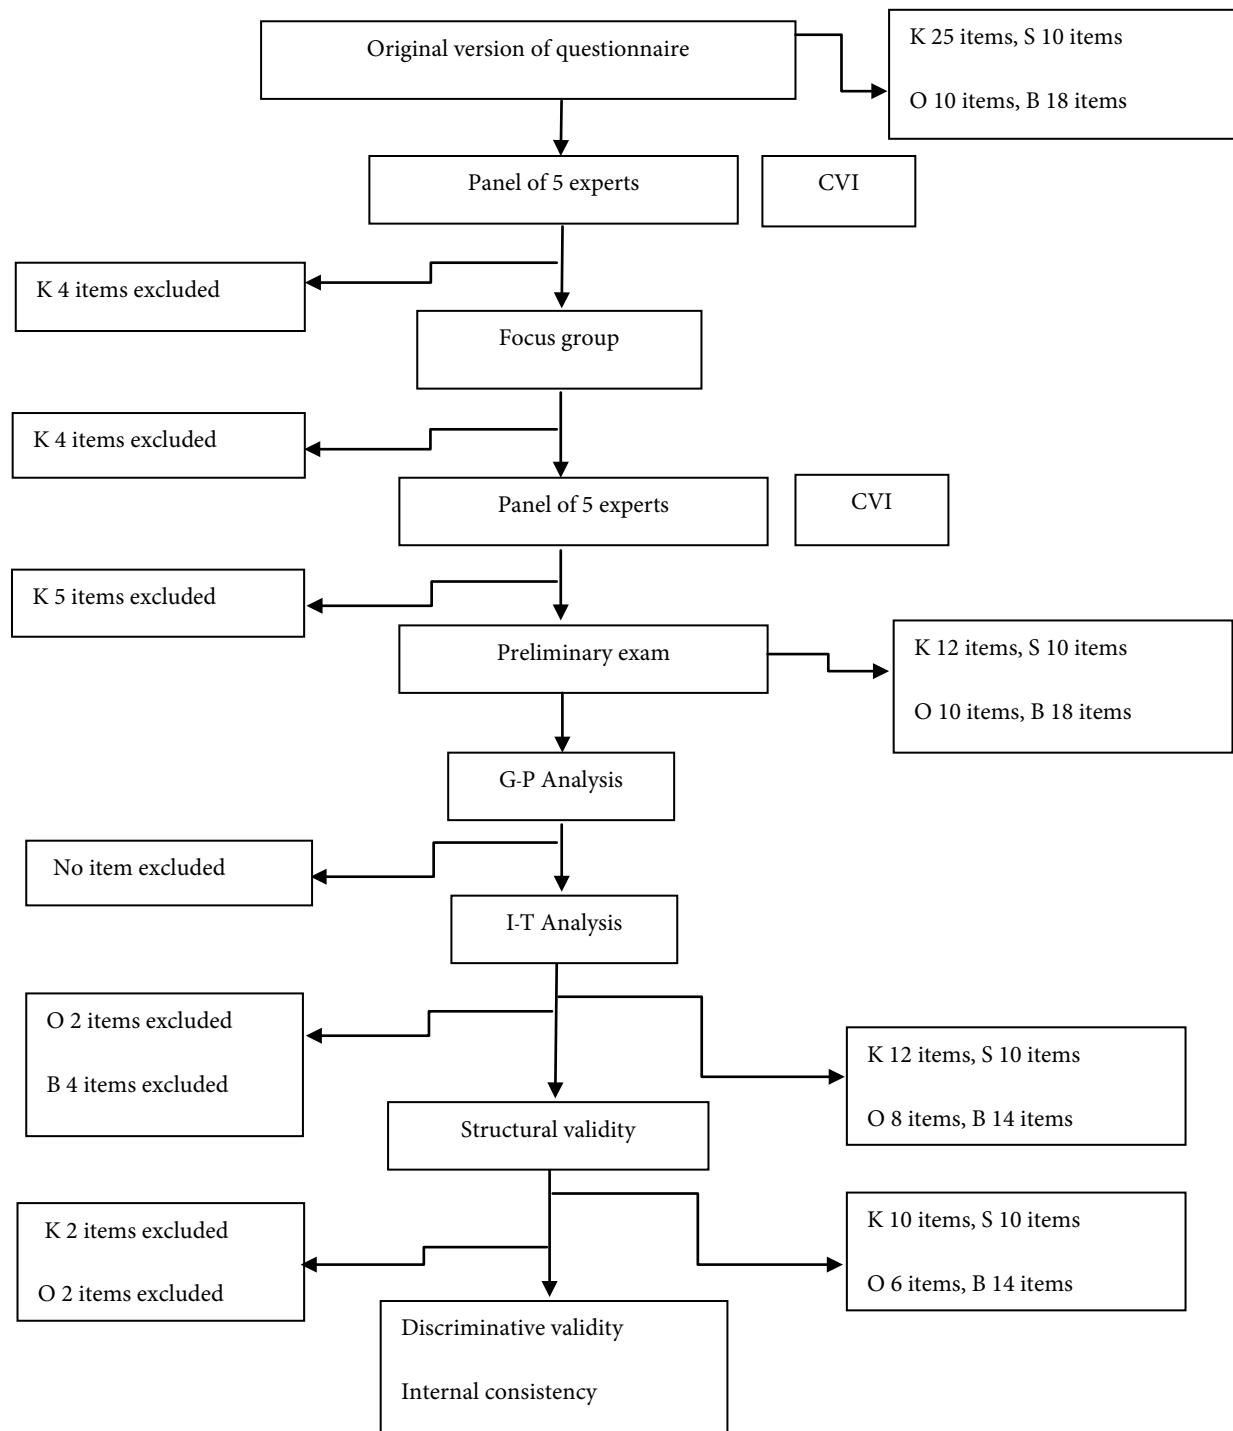 Original version of questionnaire
K 25 items, S 10 items
O 10 items, B 18 items
Panel of 5 experts
CVI
K 4 items excluded
Focus group
K 4 items excluded
Panel of 5 experts
CVI
K 5 items excluded
Preliminary exam
K 12 items, S 10 items
O 10 items, B 18 items
G-P Analysis
No item excluded
I-T Analysis
O 2 items excluded
B 4 items excluded
K 12 items, S 10 items
O 8 items, B 14 items
Structural validity
K 2 items excluded
O 2 items excluded
K 10 items, S 10 items
O 6 items, B 14 items
Discriminative validity
Internal consistency